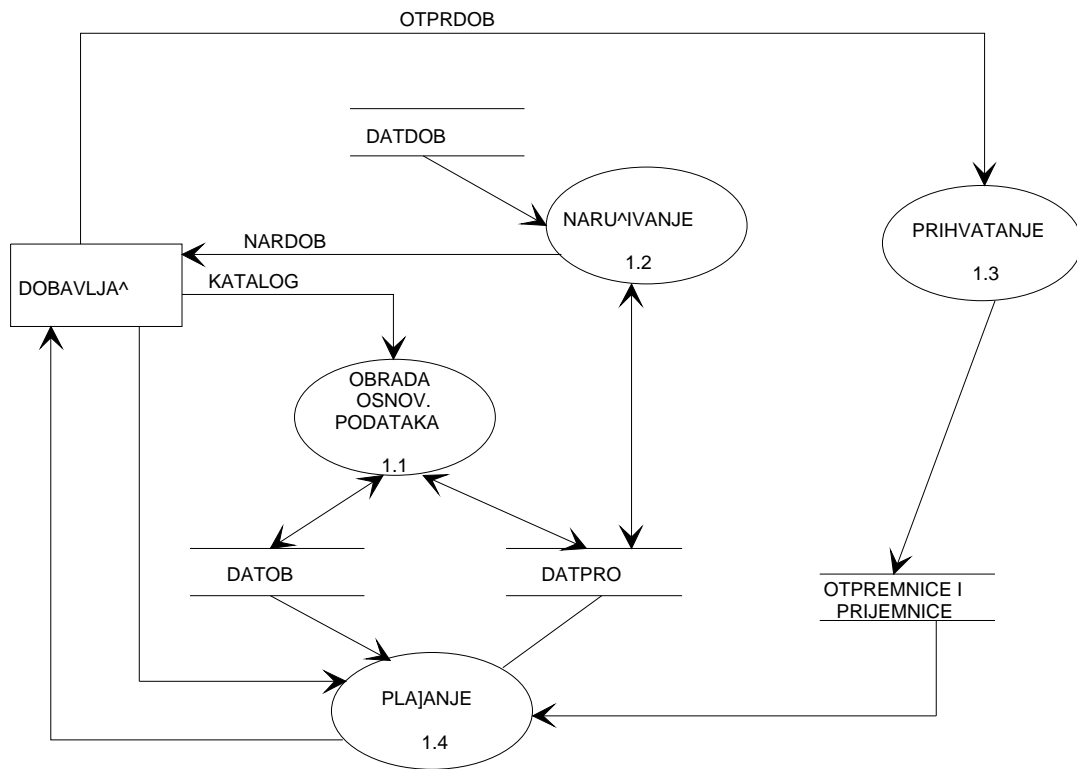 OTPRDOB
DATDOB
NARU^IVANJE
1.2
PRIHVATANJE
1.3
NARDOB
DOBAVLJA^
KATALOG
OBRADA
OSNOV.
PODATAKA
1.1
DATOB
DATPRO
OTPREMNICE I
PRIJEMNICE
PLA]ANJE
1.4